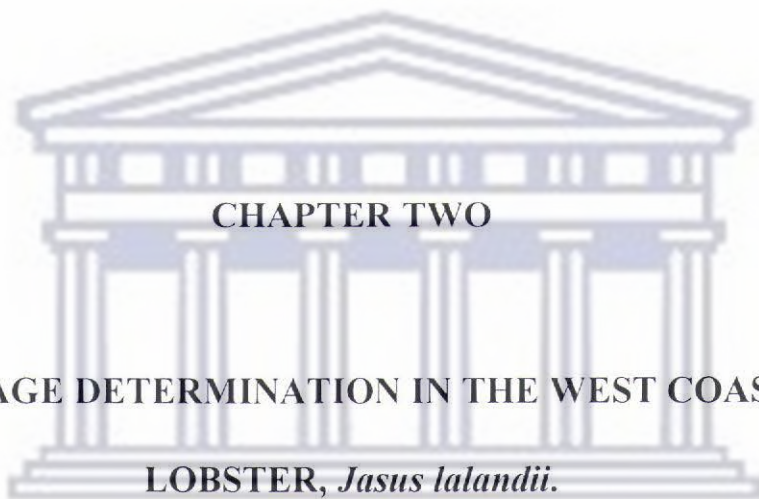 CHAPTER TWO
AGE DETERMINATION IN THE WEST COAS
LOBSTER, Jasus lalandii.